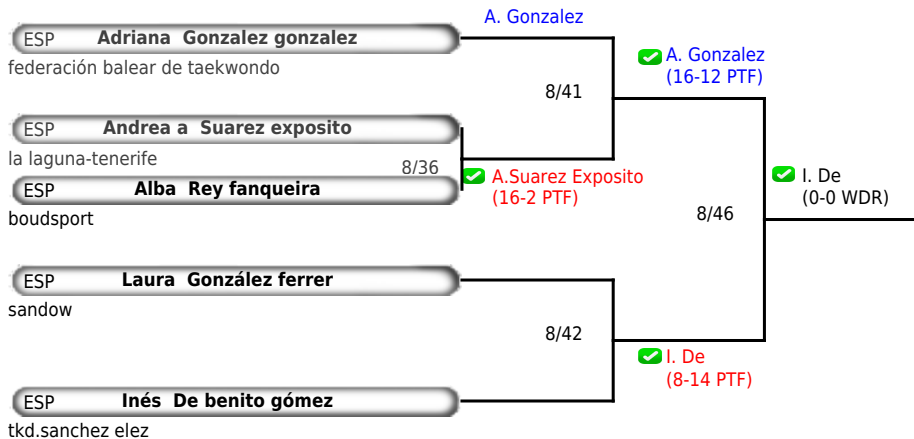 A. Gonzalez
ESP Adriana Gonzalez gonzalez
federación balear de taekwondo
A. Gonzalez
(16-12 PTF)
8/41
ESP Andrea a Suarez exposito
la laguna-tenerife
8/36
ESP Alba Rey fanqueira
boudsport
A.Suarez Exposito
(16-2 PTF)
I. De
(0-0 WDR)
8/46
ESP Laura González ferrer
sandow
8/42
I. De
(8-14 PTF)
ESP Inés De benito gómez
tkd.sanchez elez